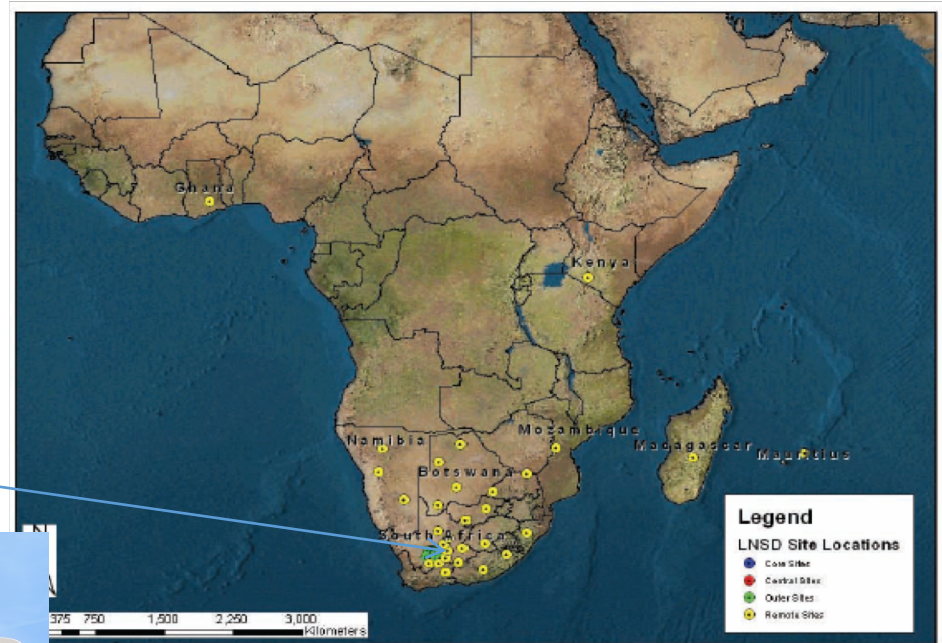 Ghana
Kenya
Mozambique
Namibia
Madagascar
Mauritius
Botswana
South Africa
N
375 750 1,500 2,250 3,000
Kilometers
Legend
LNSD Site Locations
Core Sites
Central Sites
Outer Sites
Remote Sites